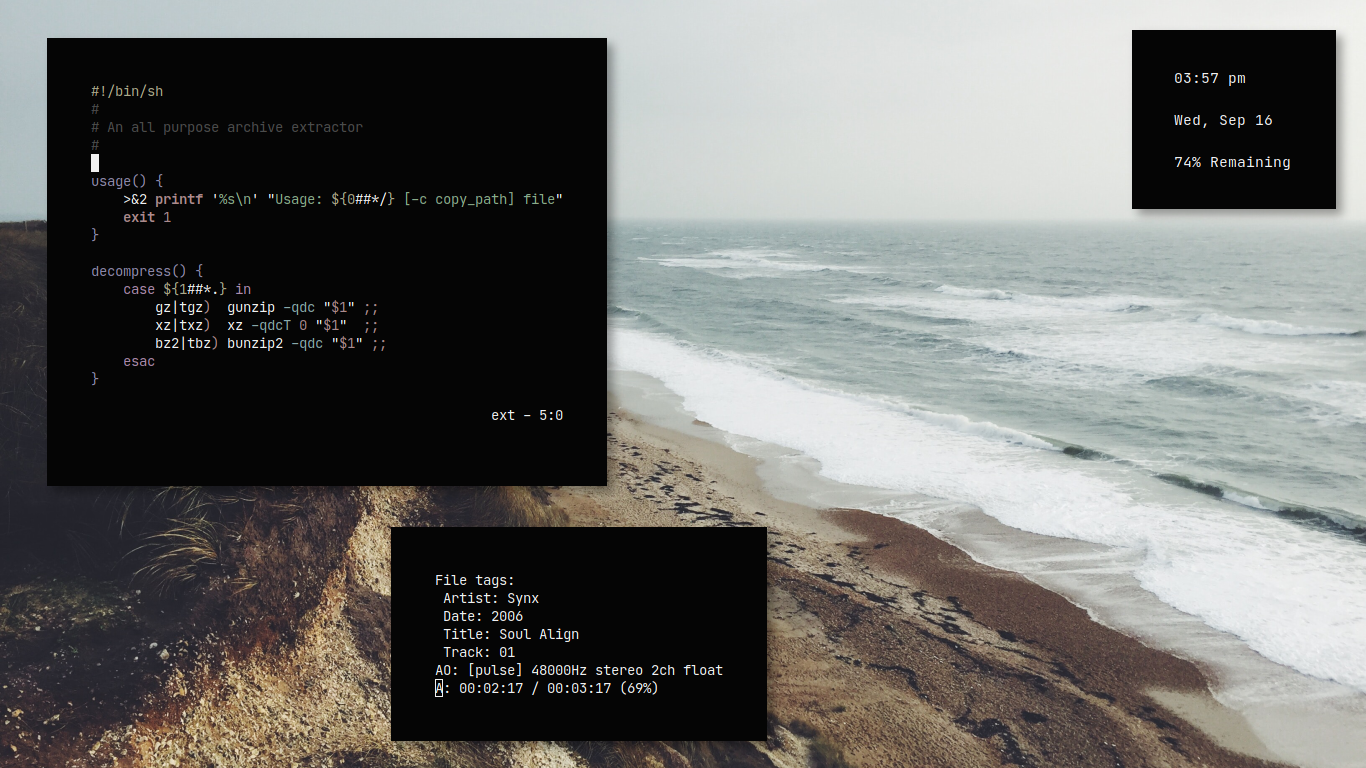 #!/bin/sh
#
# An all purpose archive extractor
#
usage() {
    >&2 printf '%s\n' "Usage: ${0##*/} [-c copy_path] file"
    exit 1
}
decompress() {
    case ${1##*.} in
        gz|tgz)  gunzip -qdc "$1" ;;
        xz|txz)  xz -qdcT 0 "$1"  ;;
        bz2|tbz) bunzip2 -qdc "$1" ;;
    esac
}
ext - 5:0
03:57 pm
Wed, Sep 16
74% Remaining
File tags:
 Artist: Synx
 Date: 2006
 Title: Soul Align
 Track: 01
AO: [pulse] 48000Hz stereo 2ch float
A: 00:02:17 / 00:03:17 (69%)